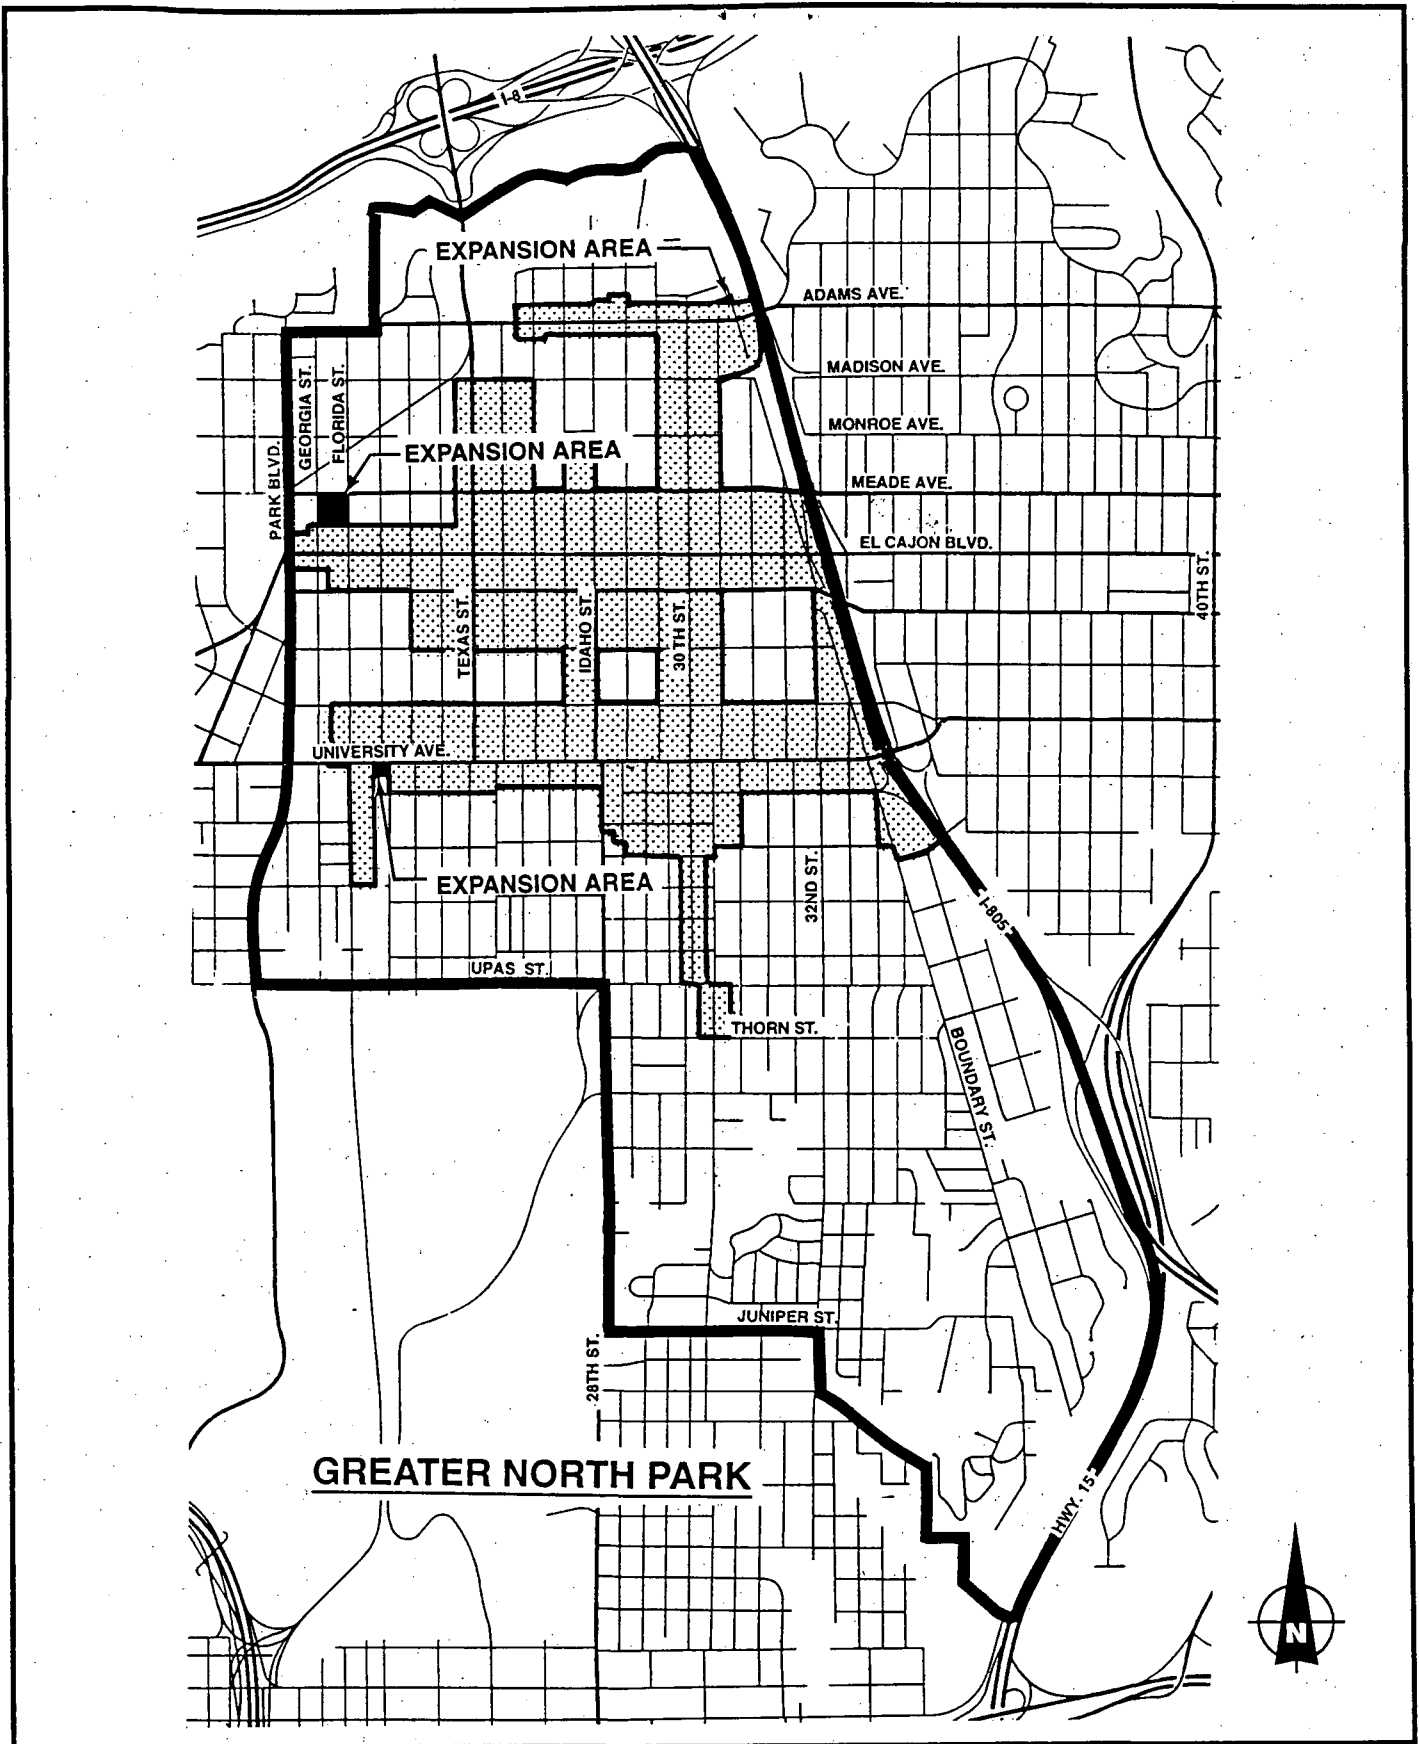 I-8
EXPANSION AREA
ADAMS AVE.
MADISON AVE.
GEORGIA ST.
FLORIDA ST.
MONROE AVE.
EXPANSION AREA
PARK BLVD.
MEADE AVE.
EL CAJON BLVD.
40TH ST.
TEXAS ST.
IDAHO ST.
30TH ST.
UNIVERSITY AVE.
EXPANSION AREA
32ND ST.
I-805
UPAS ST.
THORN ST.
BOUNDARY ST.
JUNIPER ST.
28TH ST.
GREATER NORTH PARK
HWY. 15
N